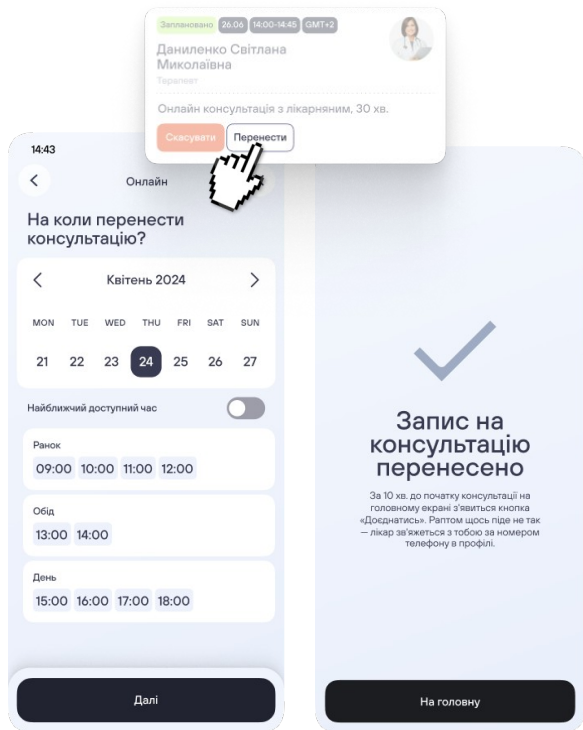 Заплановано 26.06 14:00-14:45 GMT+2
Даниленко Світлана
Миколаївна
Терапевт
Онлайн консультація з лікарняним, 30 хв.
Скасувати Перенести
14:43
Онлайн
На коли перенести
консультацію?
Квітень 2024
MON TUE WED THU FRI SAT SUN
21 22 23 24 25 26 27
Найближчий доступний час
Ранок
09:00 10:00 11:00 12:00
Обід
13:00 14:00
День
15:00 16:00 17:00 18:00
Далі
Запис на
консультацію
перенесено
За 10 хв. до початку консультації на
головному екрані з'явиться кнопка
«Доєднатись». Раптом щось піде не так
— лікар зв'яжеться з тобою за номером
телефону в профілі.
На головну